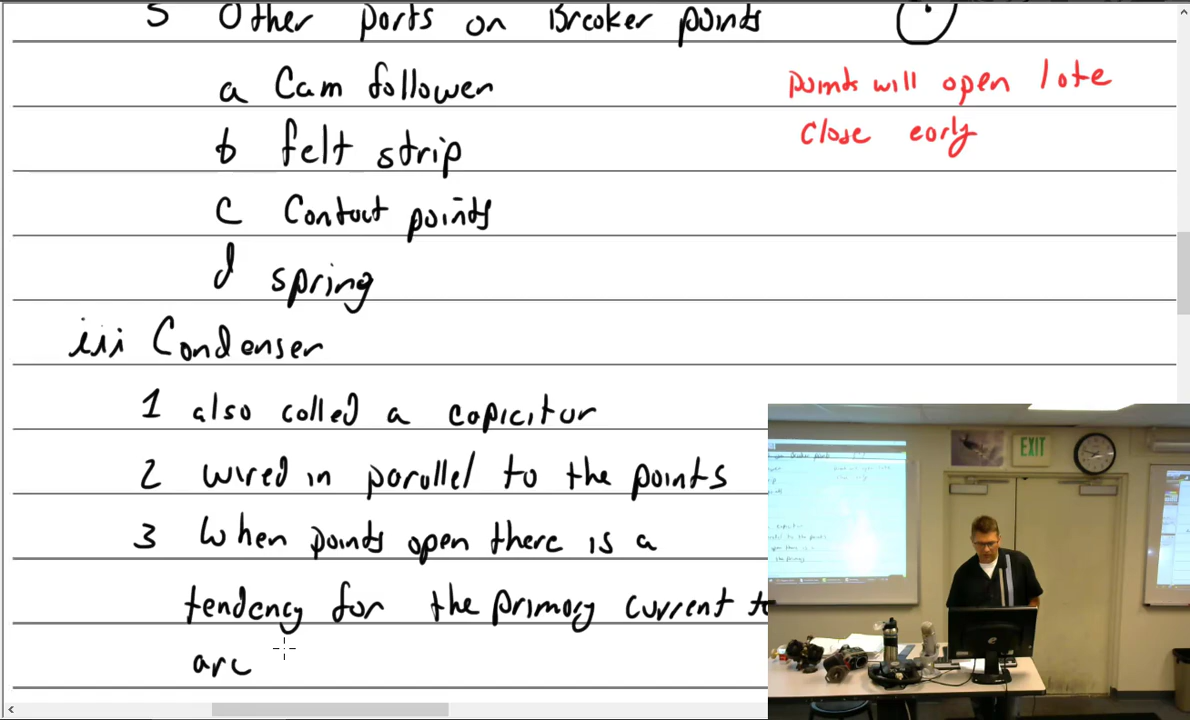 5 Other parts on Breaker points
points will open late
close early
a Cam follower
b felt strip
c Contact points
d spring
iii Condenser
1 also called a capicitor
2 wired in parallel to the points
3 When points open there is a
tendency for the primary current to
arc
EXIT